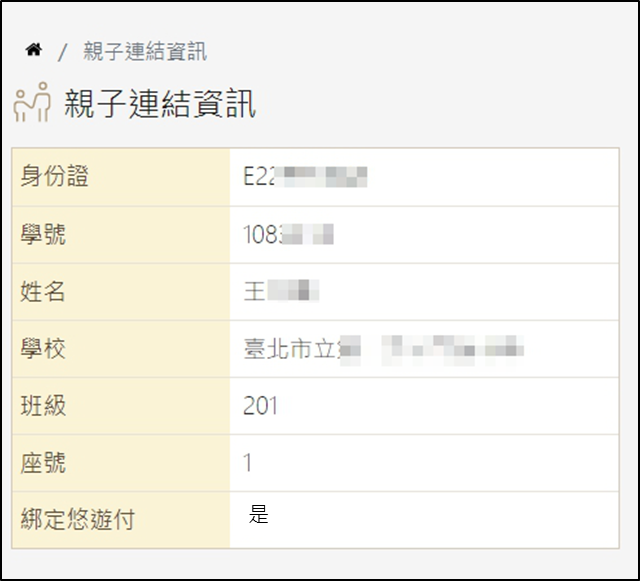 / 親子連結資訊
親子連結資訊
身份證 E22
學號 108
姓名 王
學校 臺北市立
班級 201
座號 1
綁定悠遊付 是